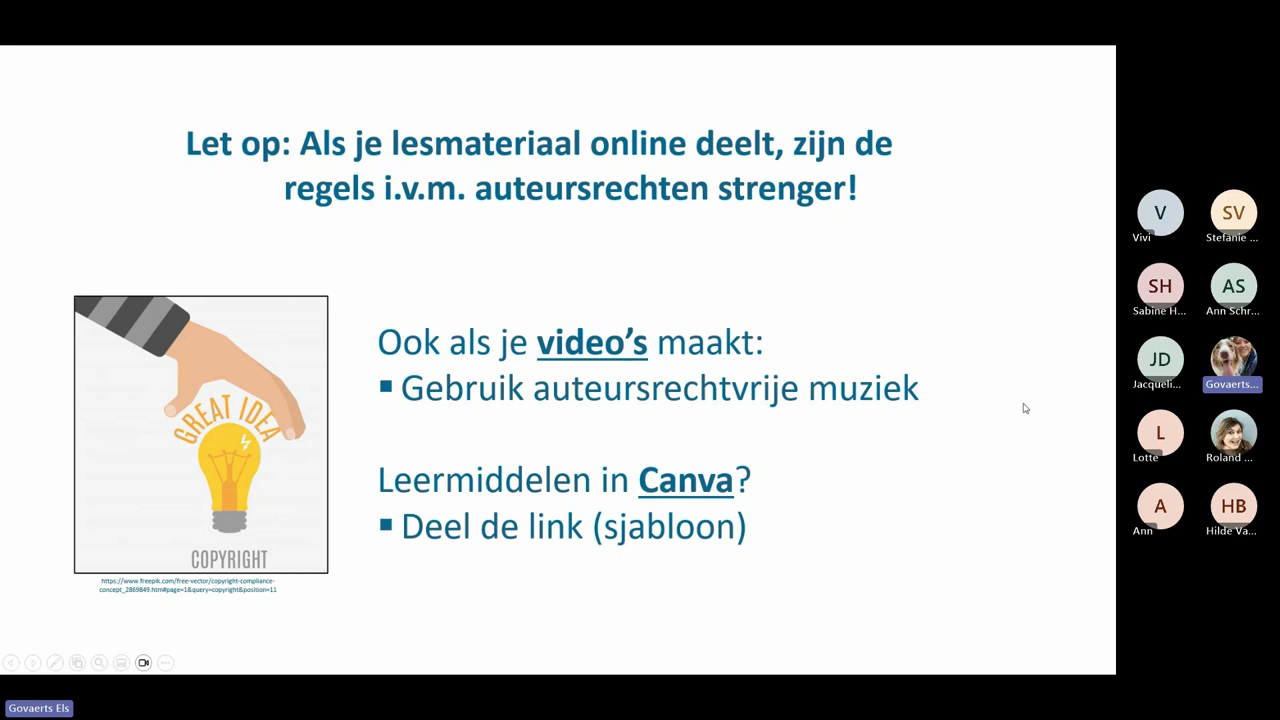 Let op: Als je lesmateriaal online deelt, zijn de
regels i.v.m. auteursrechten strenger!
GREAT IDEA
COPYRIGHT
https://www.freepik.com/free-vector/copyright-compliance-
concept_2869849.htm#page=1&query=copyright&position=11
Ook als je video's maakt:
▪ Gebruik auteursrechtvrije muziek
Leermiddelen in Canva?
▪ Deel de link (sjabloon)
V
Vivi
SV
Stefanie ...
SH
Sabine H...
AS
Ann Schr...
JD
Jacqueli...
Govaerts...
L
Lotte
Roland ...
A
Ann
HB
Hilde Va...
Govaerts Els